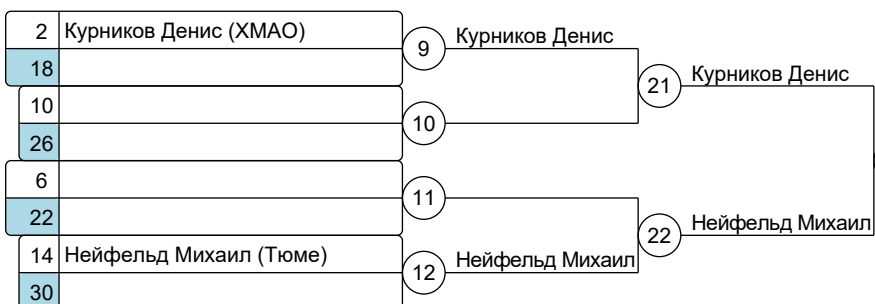 2 Курников Денис (ХМАО)
9 Курников Денис
18
21 Курников Денис
10
10
26
6
11
22
22 Нейфельд Михаил
14 Нейфельд Михаил (Тюме)
12 Нейфельд Михаил
30